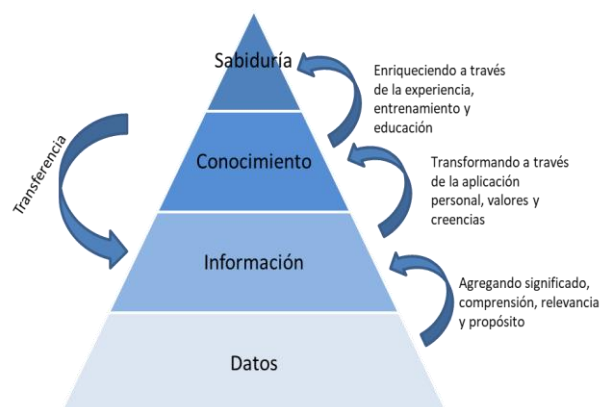 Sabiduría
Enriqueciendo a través
de la experiencia,
entrenamiento y
educación
Transferencia
Conocimiento
Transformando a través
de la aplicación
personal, valores y
creencias
Información
Agregando significado,
comprensión, relevancia
y propósito
Datos